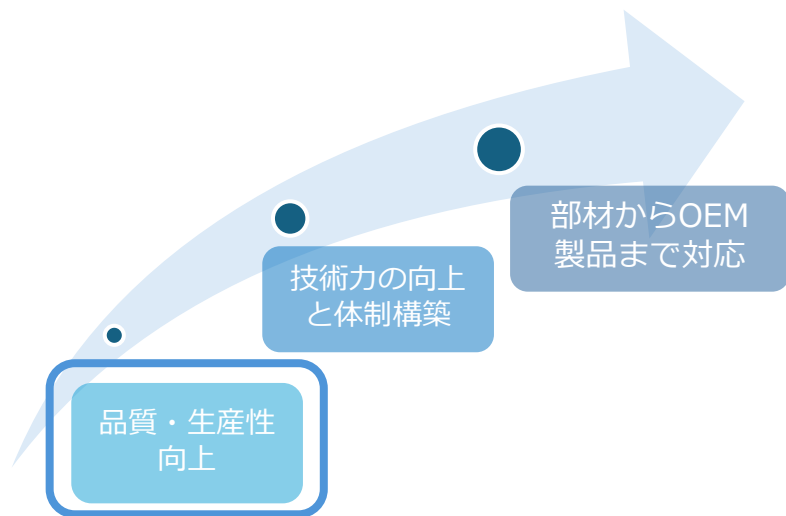 部材からOEM
製品まで対応
技術力の向上
と体制構築
品質・生産性
向上